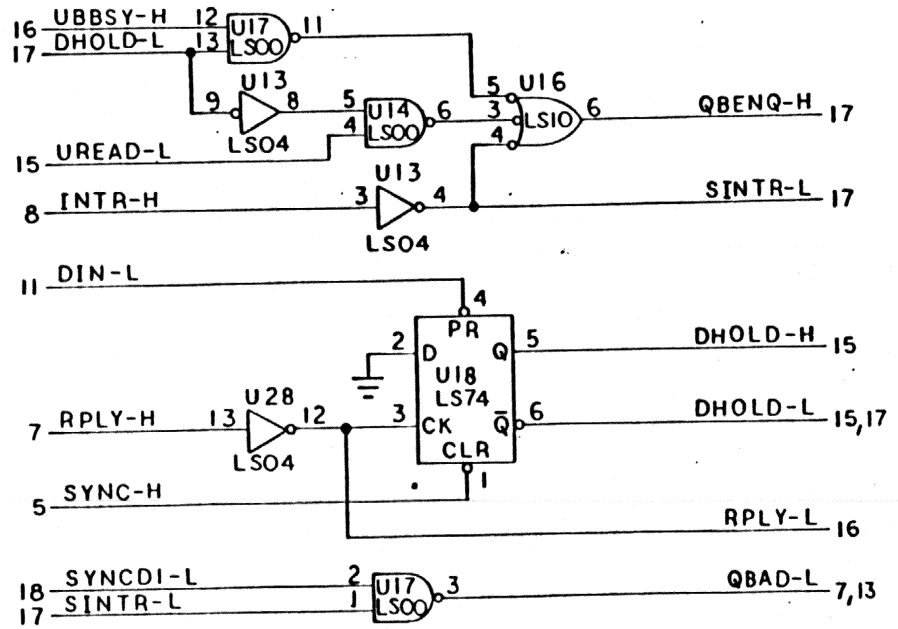 16 UBBSY-H 12 U17 11
17 DHOLD-L 13 LS00
U13
9 8
LS04
5 U14 6
4 LS00
15 UREAD-L
U16
5
3 LS10 6 QBENQ-H 17
4
U13
8 INTR-H 3 4 SINTR-L 17
LS04
11 DIN-L
4
PR
2 D Q 5 DHOLD-H 15
U18
LS74
U28
7 RPLY-H 13 12 3 CK Q̅ 6 DHOLD-L 15,17
LS04
CLR
1
5 SYNC-H
RPLY-L 16
18 SYNCDI-L 2 U17 3 QBAD-L 7,13
17 SINTR-L 1 LS00